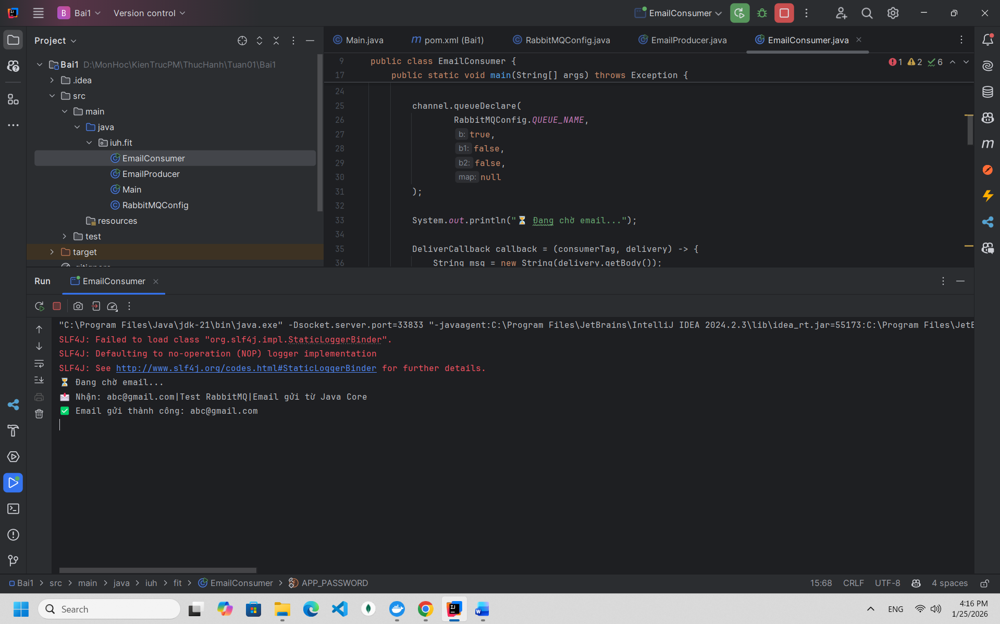 Bai1
Version control
EmailConsumer
Project
Main.java
pom.xml (Bai1)
RabbitMQConfig.java
EmailProducer.java
EmailConsumer.java
Bai1 D:\MonHoc\KienTrucPM\ThucHanh\Tuan01\Bai1
.idea
src
main
java
iuh.fit
EmailConsumer
EmailProducer
Main
RabbitMQConfig
resources
test
target
1 2 6
9 public class EmailConsumer {
17 public static void main(String[] args) throws Exception {
24
25 channel.queueDeclare(
26 RabbitMQConfig.QUEUE_NAME,
27 b: true,
28 b1: false,
29 b2: false,
30 map: null
31 );
32
33 System.out.println("⏳ Đang chờ email...");
34
35 DeliverCallback callback = (consumerTag, delivery) -> {
36 String msg = new String(delivery.getBody());
Run
EmailConsumer
"C:\Program Files\Java\jdk-21\bin\java.exe" -Dsocket.server.port=33833 "-javaagent:C:\Program Files\JetBrains\IntelliJ IDEA 2024.2.3\lib\idea_rt.jar=55173:C:\Program Files\JetB
SLF4J: Failed to load class "org.slf4j.impl.StaticLoggerBinder".
SLF4J: Defaulting to no-operation (NOP) logger implementation
SLF4J: See http://www.slf4j.org/codes.html#StaticLoggerBinder for further details.
⏳ Đang chờ email...
📩 Nhận: abc@gmail.com|Test RabbitMQ|Email gửi từ Java Core
✅ Email gửi thành công: abc@gmail.com
Bai1 > src > main > java > iuh > fit > EmailConsumer > APP_PASSWORD
15:68 CRLF UTF-8 4 spaces
Search
ENG
4:16 PM
1/25/2026